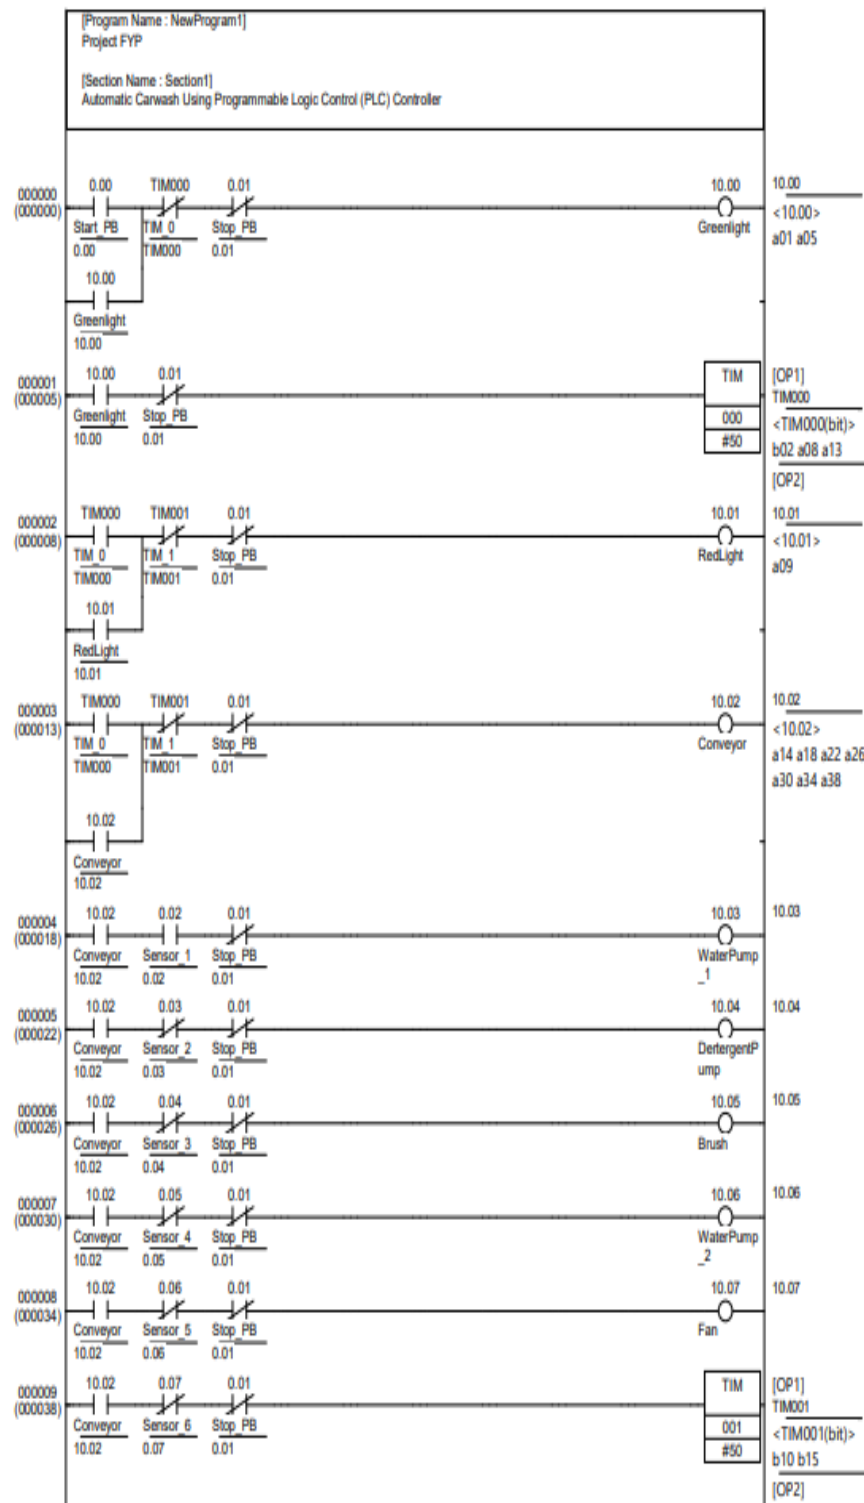 [Program Name : NewProgram1]
Project FYP
[Section Name : Section1]
Automatic Carwash Using Programmable Logic Control (PLC) Controller
000000
(000000)
0.00 TIM000 0.01 10.00 10.00
Start_PB TIM_0 Stop_PB Greenlight <10.00>
0.00 TIM000 0.01 a01 a05
10.00
Greenlight
10.00
000001
(000005)
10.00 0.01 TIM [OP1]
Greenlight Stop_PB 000 TIM000
10.00 0.01 #50 <TIM000(bit)>
b02 a08 a13
[OP2]
000002
(000008)
TIM000 TIM001 0.01 10.01 10.01
TIM_0 TIM_1 Stop_PB RedLight <10.01>
TIM000 TIM001 0.01 a09
10.01
RedLight
10.01
000003
(000013)
TIM000 TIM001 0.01 10.02 10.02
TIM_0 TIM_1 Stop_PB Conveyor <10.02>
TIM000 TIM001 0.01 a14 a18 a22 a26
a30 a34 a38
10.02
Conveyor
10.02
000004
(000018)
10.02 0.02 0.01 10.03 10.03
Conveyor Sensor_1 Stop_PB WaterPump
10.02 0.02 0.01 _1
000005
(000022)
10.02 0.03 0.01 10.04 10.04
Conveyor Sensor_2 Stop_PB DertergentP
10.02 0.03 0.01 ump
000006
(000026)
10.02 0.04 0.01 10.05 10.05
Conveyor Sensor_3 Stop_PB Brush
10.02 0.04 0.01
000007
(000030)
10.02 0.05 0.01 10.06 10.06
Conveyor Sensor_4 Stop_PB WaterPump
10.02 0.05 0.01 _2
000008
(000034)
10.02 0.06 0.01 10.07 10.07
Conveyor Sensor_5 Stop_PB Fan
10.02 0.06 0.01
000009
(000038)
10.02 0.07 0.01 TIM [OP1]
Conveyor Sensor_6 Stop_PB 001 TIM001
10.02 0.07 0.01 #50 <TIM001(bit)>
b10 b15
[OP2]